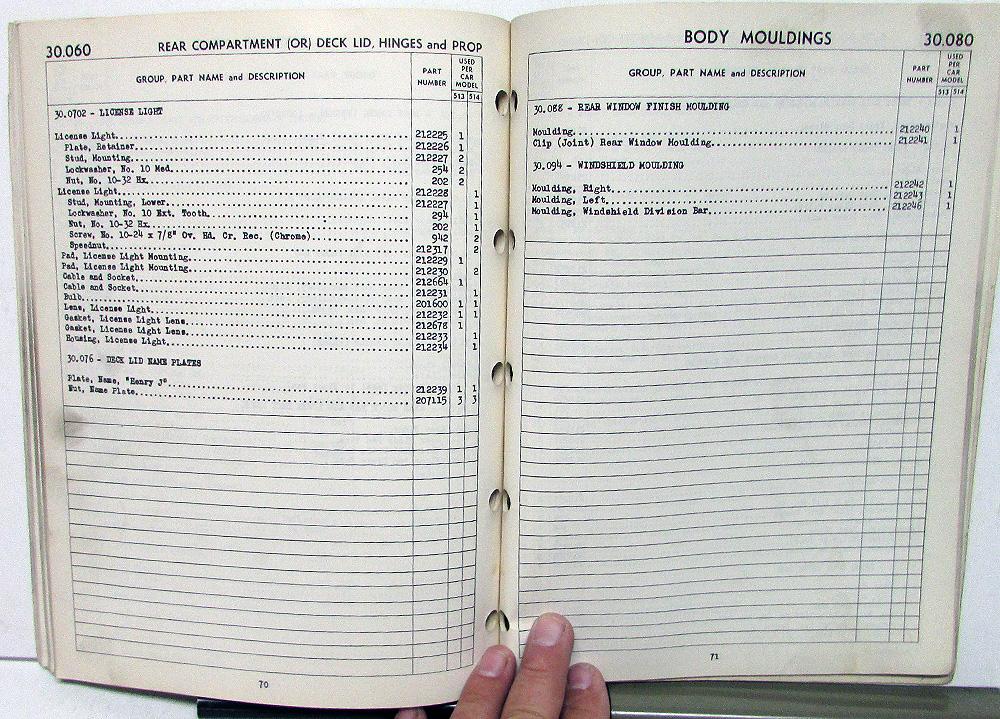 30.060 REAR COMPARTMENT (OR) DECK LID, HINGES and PROP
GROUP, PART NAME and DESCRIPTION
PART NUMBER
USED PER CAR MODEL
513 514
30.0702 - LICENSE LIGHT
License Light 212225 1
Plate, Retainer 212226 1
Stud, Mounting 212227 2
Lockwasher, No. 10 Med. 254 2
Nut, No. 10-32 Hx. 202 2
License Light 212228 1
Stud, Mounting, Lower 212227 1
Lockwasher, No. 10 Ext. Tooth 294 1
Nut, No. 10-32 Hx. 202 1
Screw, No. 10-24 x 7/8" Ov. Hd. Cr. Rec. (Chrome) 942 2
Speednut 212317 2
Pad, License Light Mounting 212229 1
Pad, License Light Mounting 212230 2
Cable and Socket 212664 1
Cable and Socket 212231 1
Bulb 201600 1 1
Lens, License Light 212232 1 1
Gasket, License Light Lens 212678 1
Gasket, License Light Lens 212233 1
Housing, License Light 212234 1
30.076 - DECK LID NAME PLATES
Plate, Name, "Henry J" 212239 1 1
Nut, Name Plate 207115 3 3
70
BODY MOULDINGS 30.080
GROUP, PART NAME and DESCRIPTION
PART NUMBER
USED PER CAR MODEL
513 514
30.088 - REAR WINDOW FINISH MOULDING
Moulding 212240 1
Clip (Joint) Rear Window Moulding 212241 1
30.094 - WINDSHIELD MOULDING
Moulding, Right 212242 1
Moulding, Left 212243 1
Moulding, Windshield Division Bar 212246 1
71